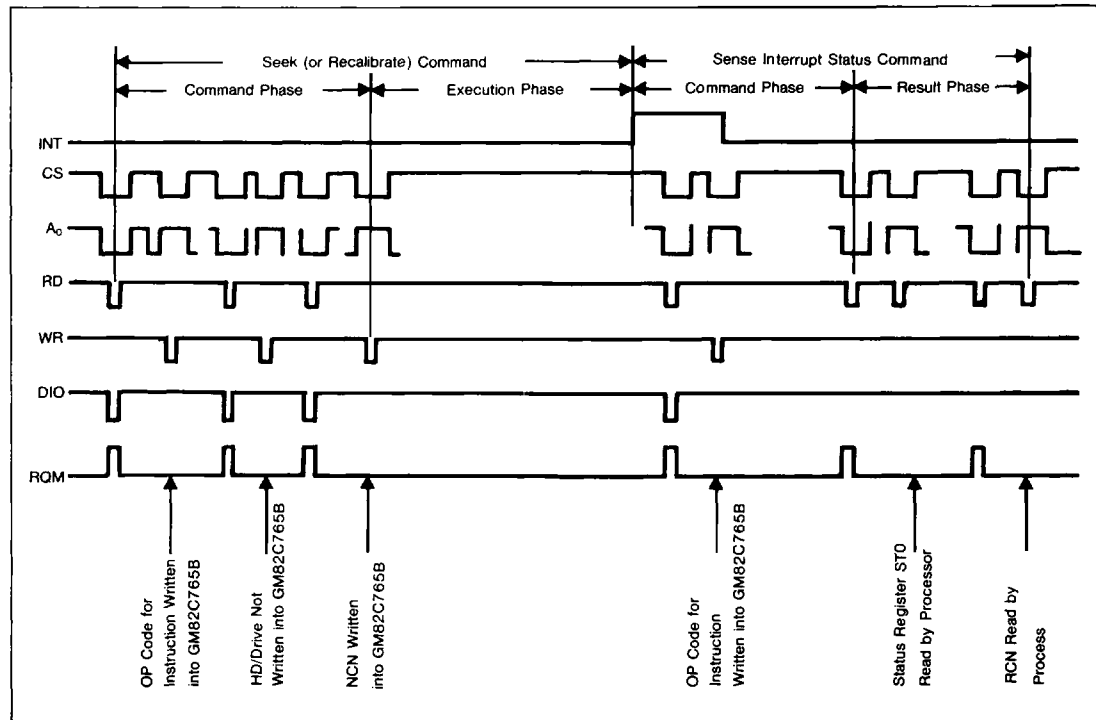 Seek (or Recalibrate) Command
Sense Interrupt Status Command
Command Phase
Execution Phase
Command Phase
Result Phase
INT
CS
A₀
RD
WR
DIO
RQM
OP Code for
Instruction Written
into GM82C765B
HD/Drive Not
Written into GM82C765B
NCN Written
into GM82C765B
OP Code for
Instruction
Written into GM82C765B
Status Register ST0
Read by Processor
RCN Read by
Process